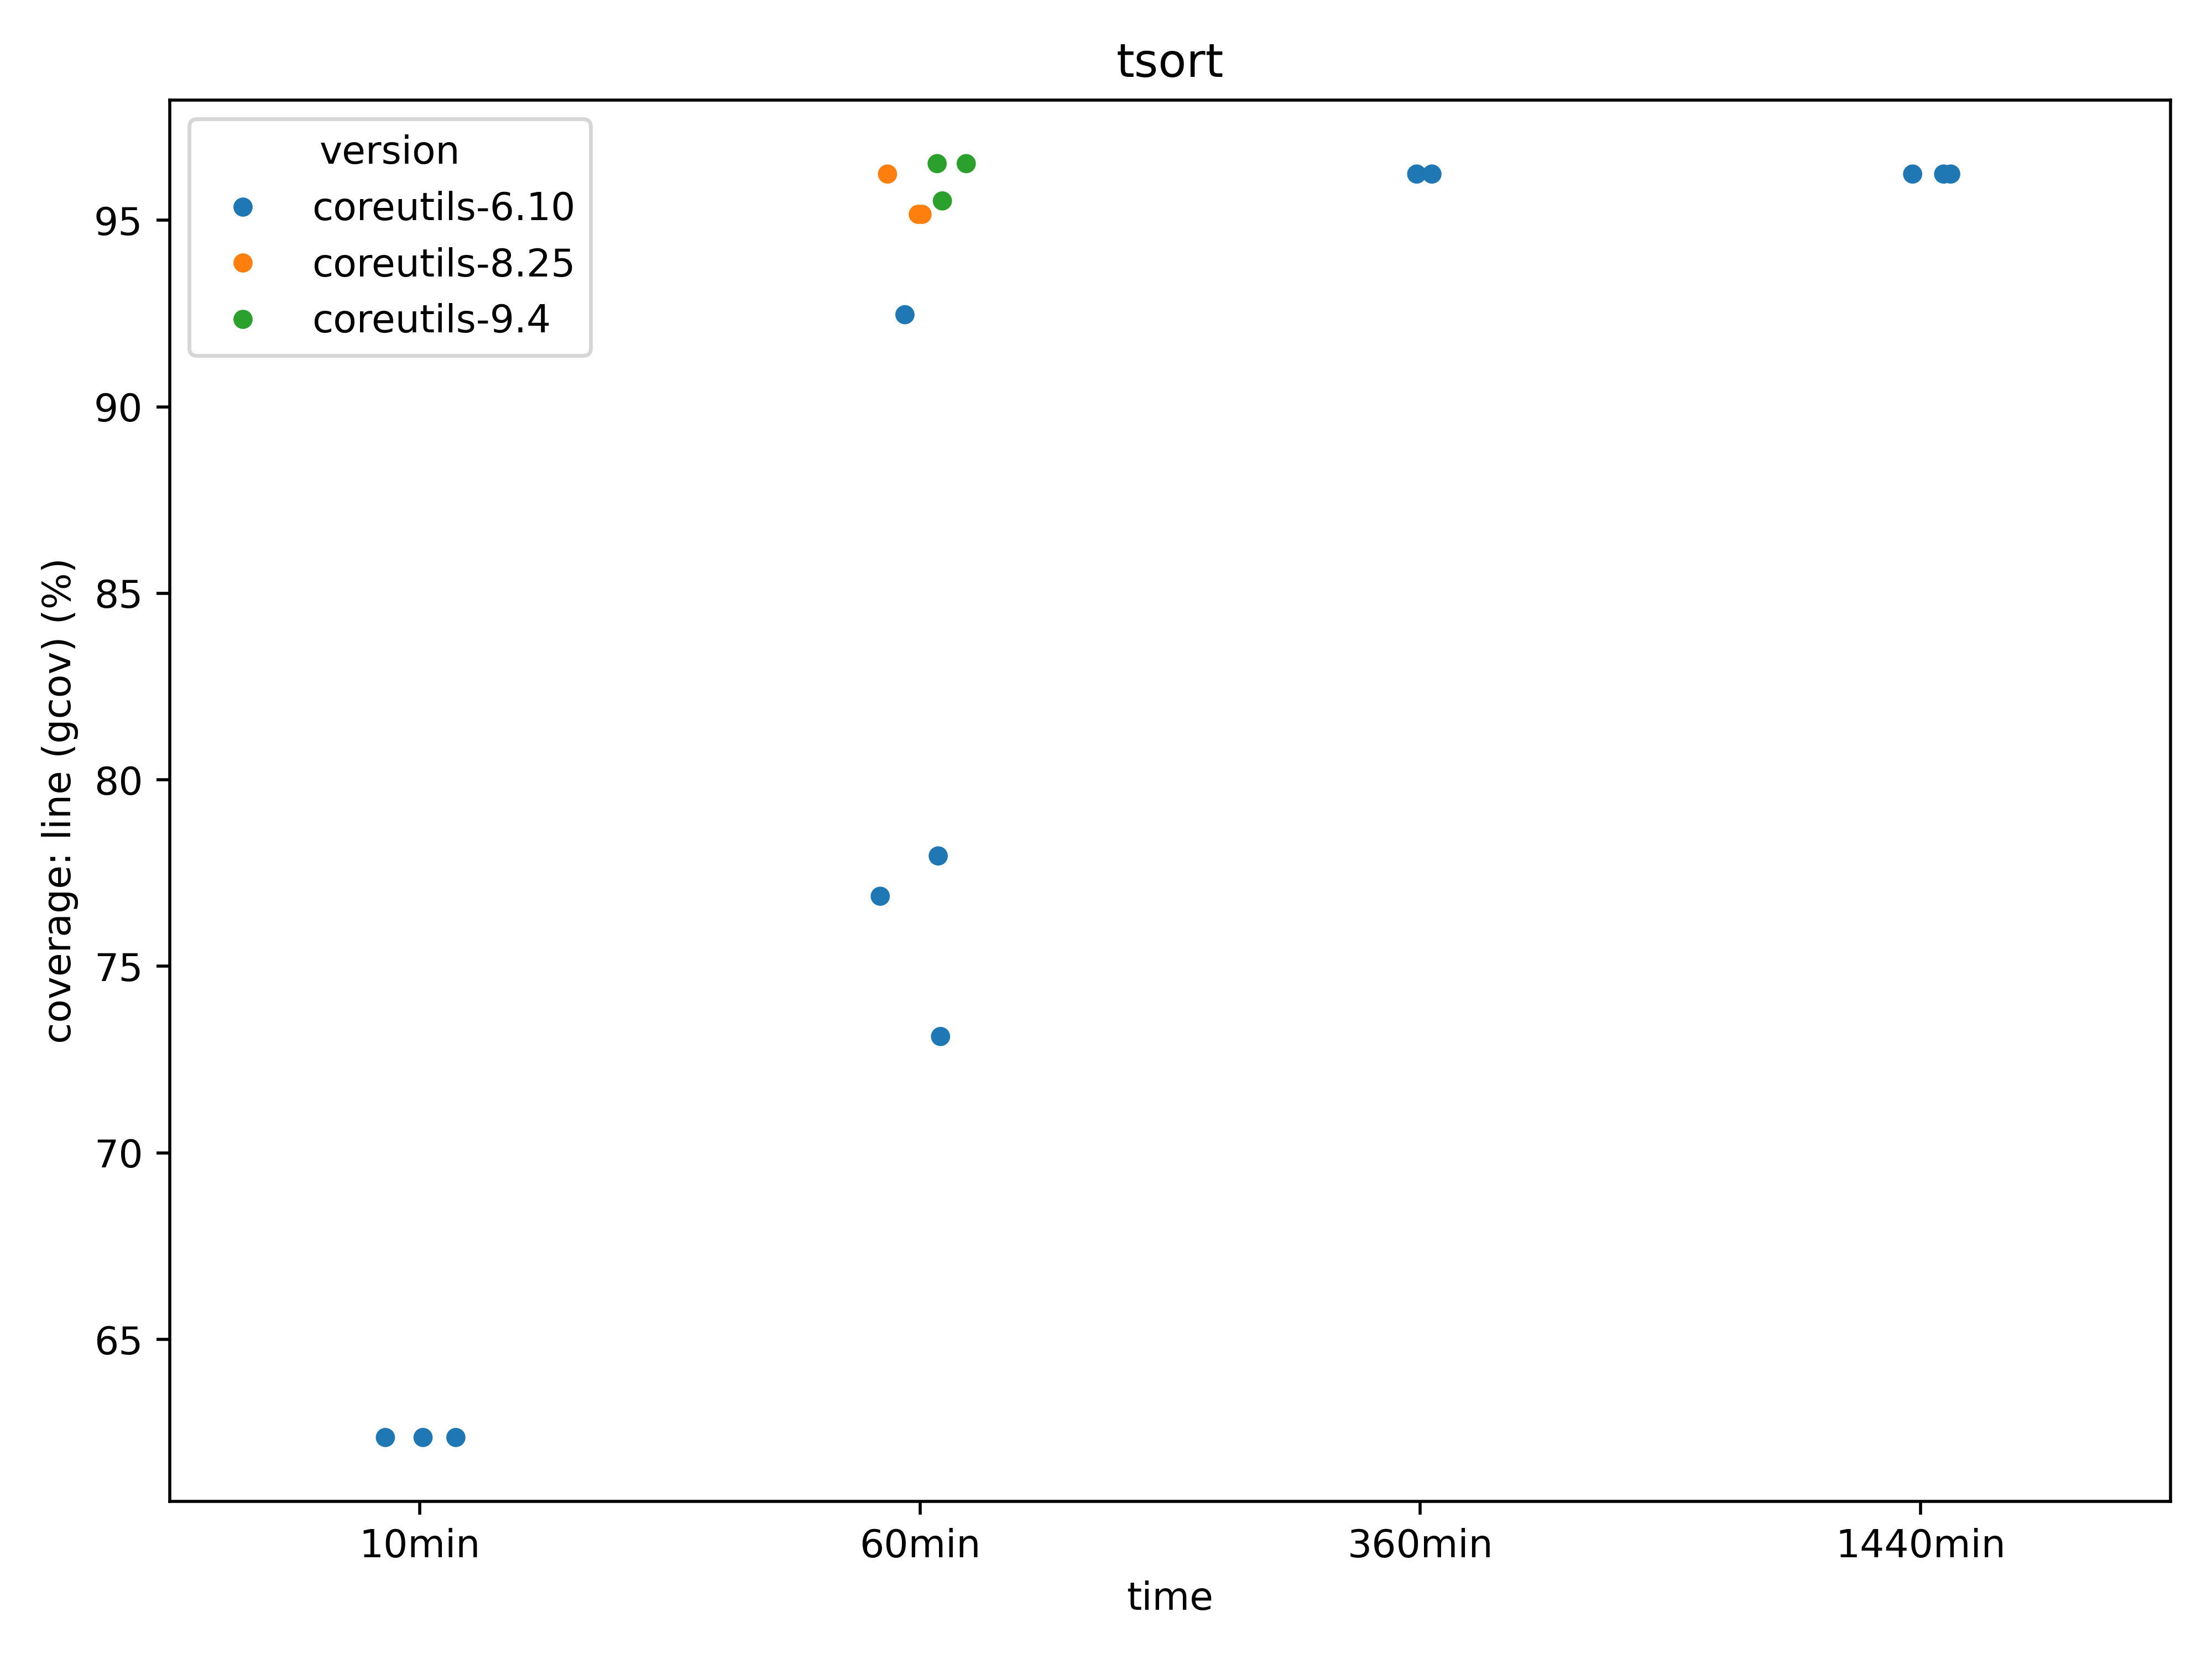 tsort
version
coreutils-6.10
coreutils-8.25
coreutils-9.4
coverage: line (gcov) (%)
95
90
85
80
75
70
65
10min 60min 360min 1440min
time